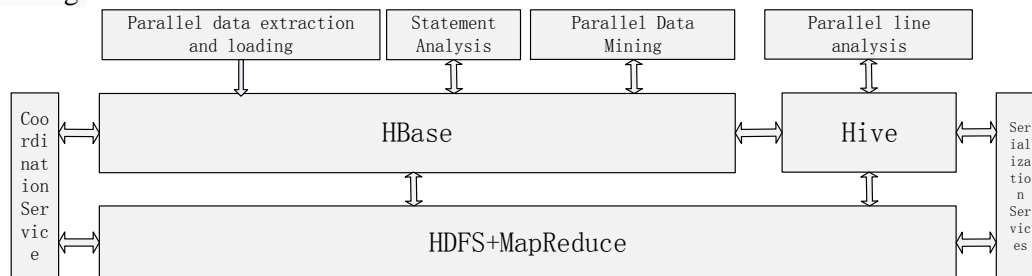 Parallel data extraction
and loading
Statement
Analysis
Parallel Data
Mining
Parallel line
analysis
Coo
rdi
nat
ion
Ser
vic
e
HBase
Hive
Ser
ial
iza
tio
n
Ser
vic
es
HDFS+MapReduce